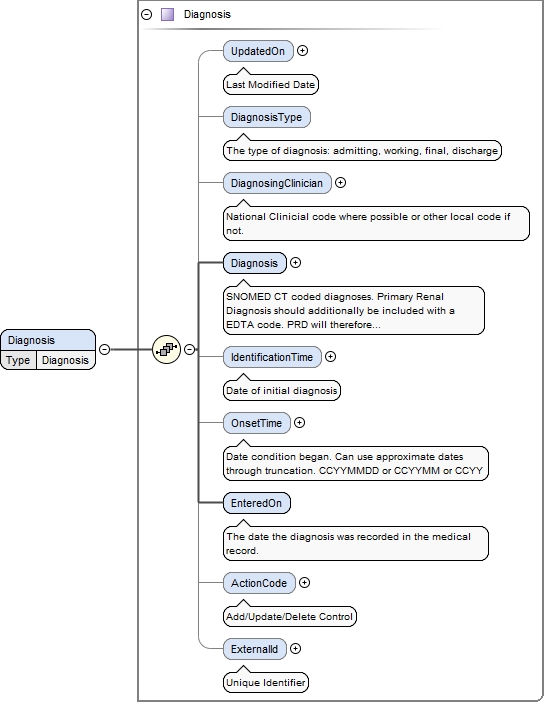 Diagnosis
UpdatedOn
Last Modified Date
DiagnosisType
The type of diagnosis: admitting, working, final, discharge
DiagnosingClinician
National Clinicial code where possible or other local code if
not.
Diagnosis
SNOMED CT coded diagnoses. Primary Renal
Diagnosis should additionally be included with a
EDTA code. PRD will therefore...
Diagnosis
Type Diagnosis
IdentificationTime
Date of initial diagnosis
OnsetTime
Date condition began. Can use approximate dates
through truncation. CCYYMMDD or CCYYMM or CCYY
EnteredOn
The date the diagnosis was recorded in the medical
record.
ActionCode
Add/Update/Delete Control
ExternalId
Unique Identifier